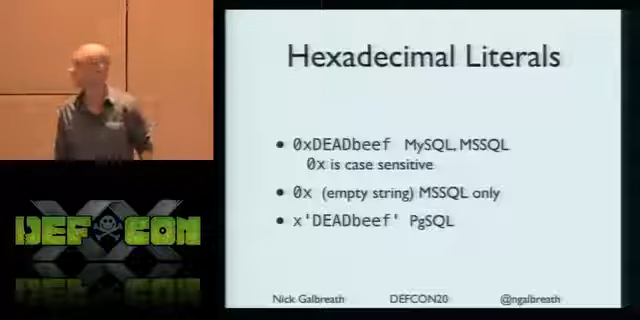 Hexadecimal Literals
• 0xDEADbeef MySQL, MSSQL
0x is case sensitive
• 0x (empty string) MSSQL only
• x'DEADbeef' PgSQL
Nick Galbreath DEFCON20 @ngalbreath
DEF CON
XX